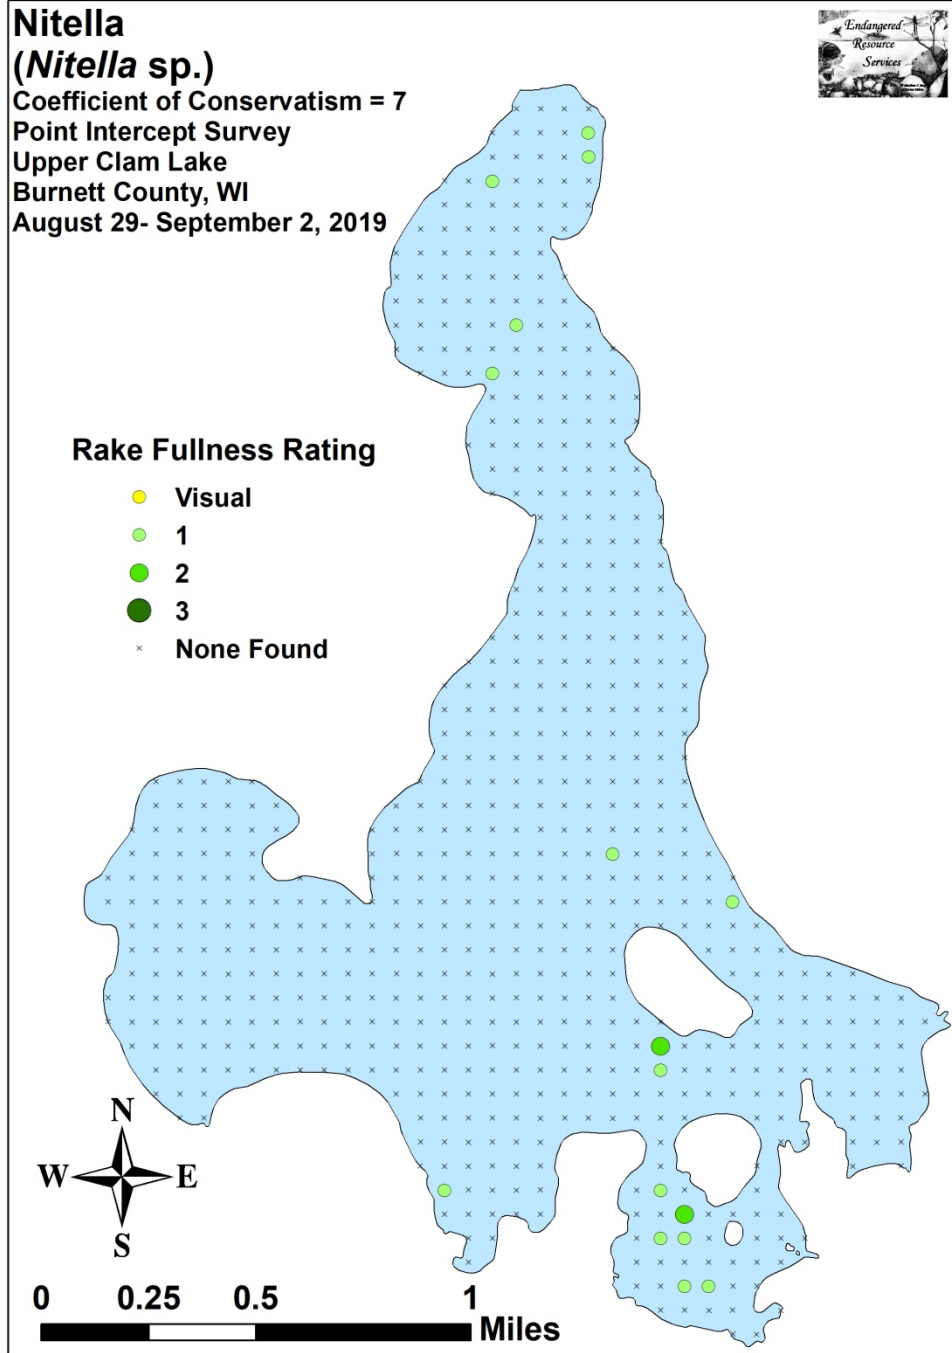 Nitella
(Nitella sp.)
Coefficient of Conservatism = 7
Point Intercept Survey
Upper Clam Lake
Burnett County, WI
August 29- September 2, 2019
Endangered
Resource
Services
Rake Fullness Rating
Visual
1
2
3
None Found
N
W E
S
0 0.25 0.5 1
Miles